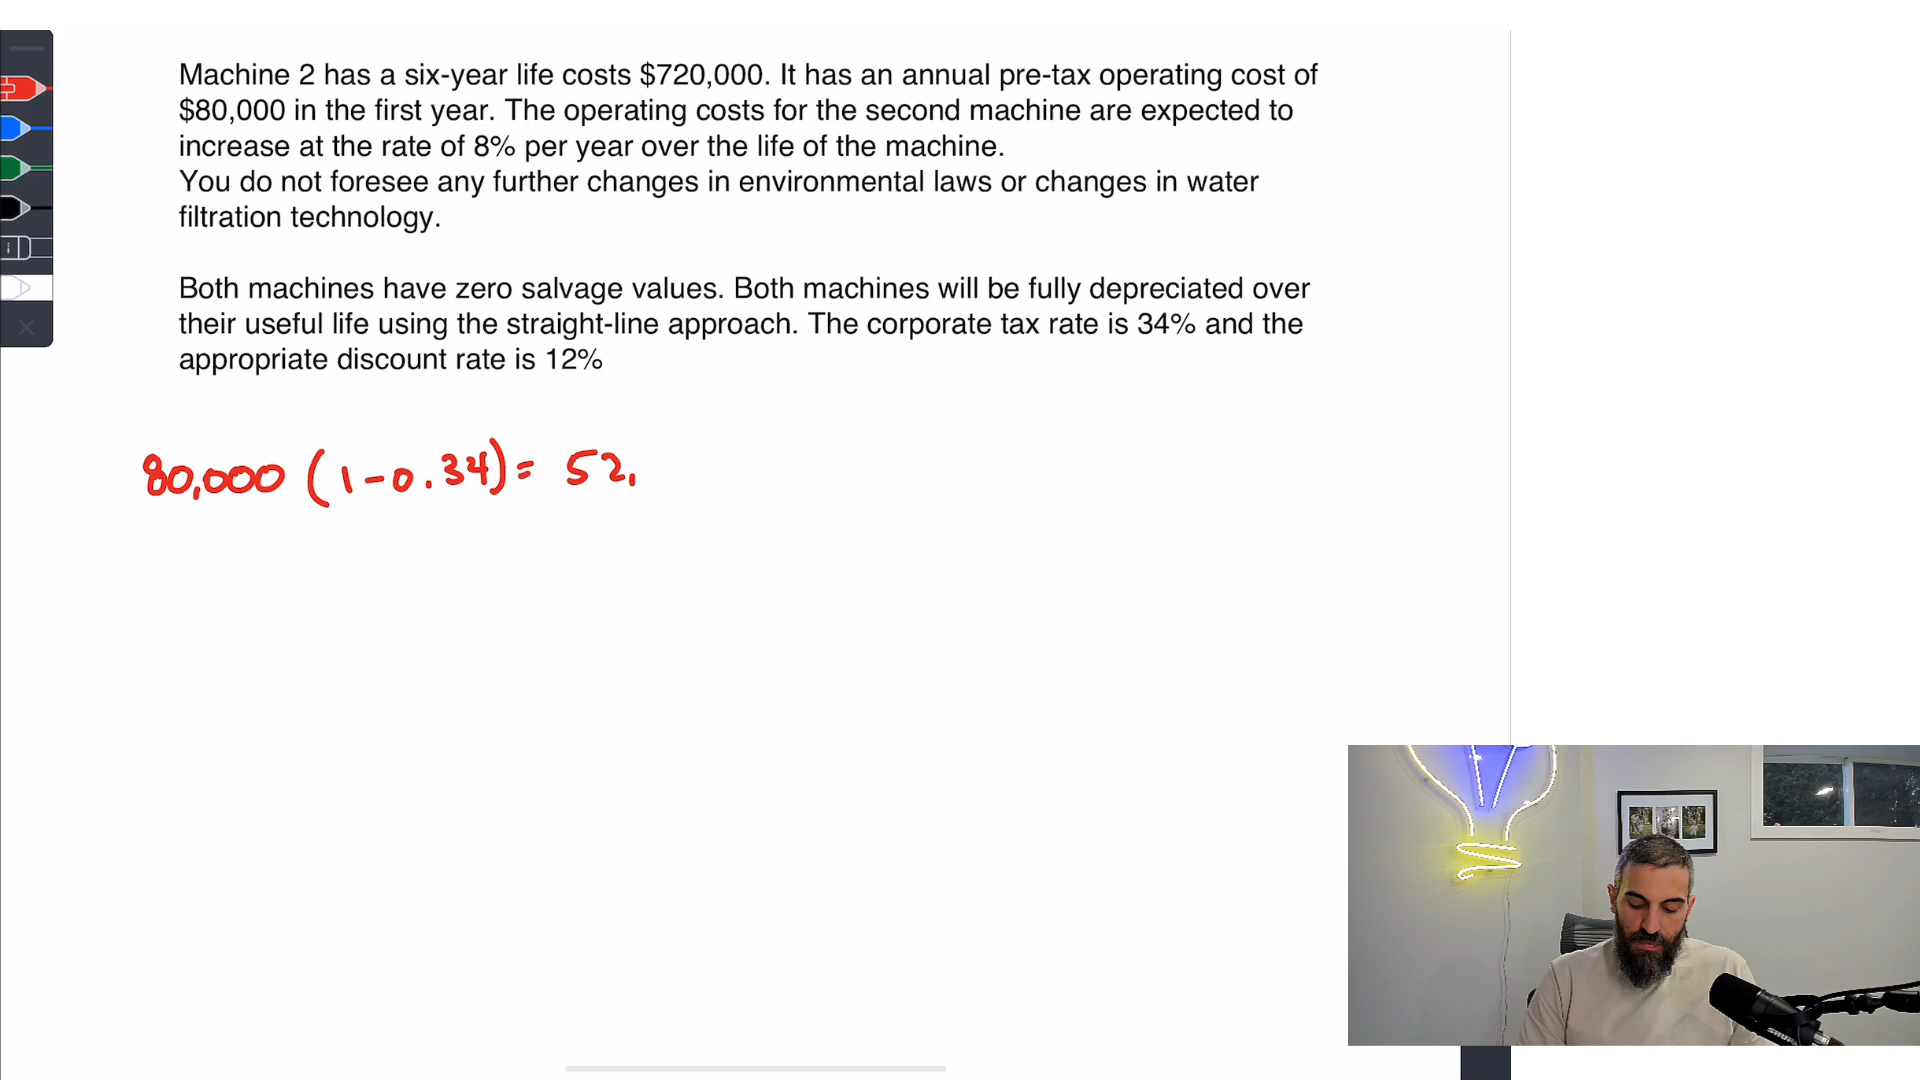 Machine 2 has a six-year life costs $720,000. It has an annual pre-tax operating cost of
$80,000 in the first year. The operating costs for the second machine are expected to
increase at the rate of 8% per year over the life of the machine.
You do not foresee any further changes in environmental laws or changes in water
filtration technology.
Both machines have zero salvage values. Both machines will be fully depreciated over
their useful life using the straight-line approach. The corporate tax rate is 34% and the
appropriate discount rate is 12%
80,000 (1-0.34) = 52,
SHURE